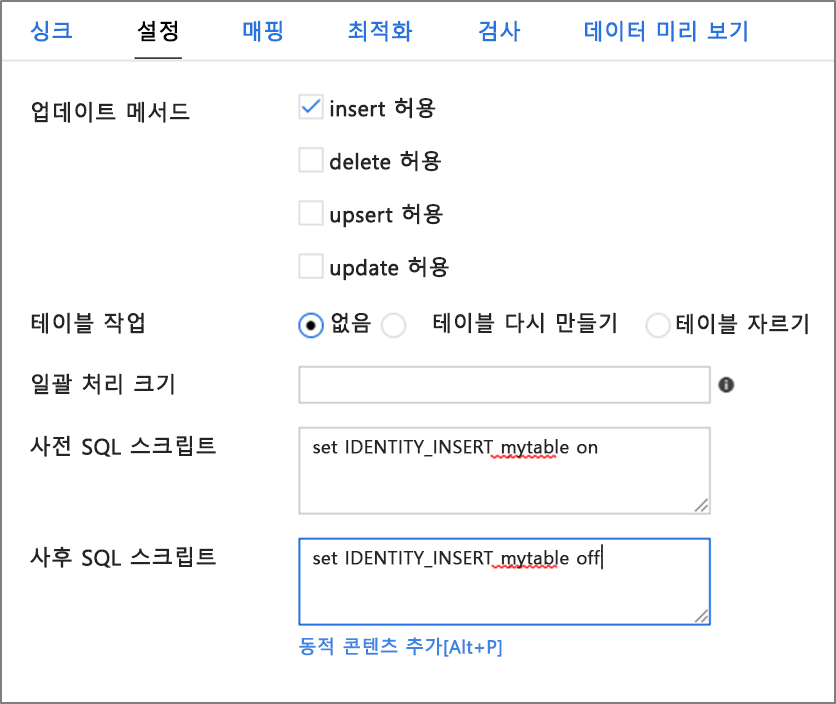 싱크 설정 매핑 최적화 검사 데이터 미리 보기
업데이트 메서드 insert 허용
delete 허용
upsert 허용
update 허용
테이블 작업 없음 테이블 다시 만들기 테이블 자르기
일괄 처리 크기
사전 SQL 스크립트 set IDENTITY_INSERT mytable on
사후 SQL 스크립트 set IDENTITY_INSERT mytable off
동적 콘텐츠 추가[Alt+P]